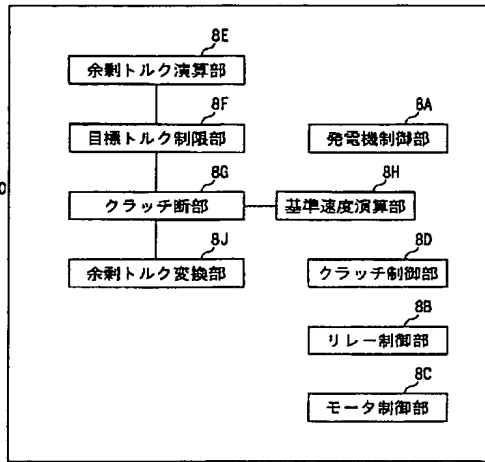 8E
余剰トルク演算部
8F
目標トルク制限部
8A
発電機制御部
8G
クラッチ断部
8H
基準速度演算部
8J
余剰トルク変換部
8D
クラッチ制御部
8B
リレー制御部
8C
モータ制御部